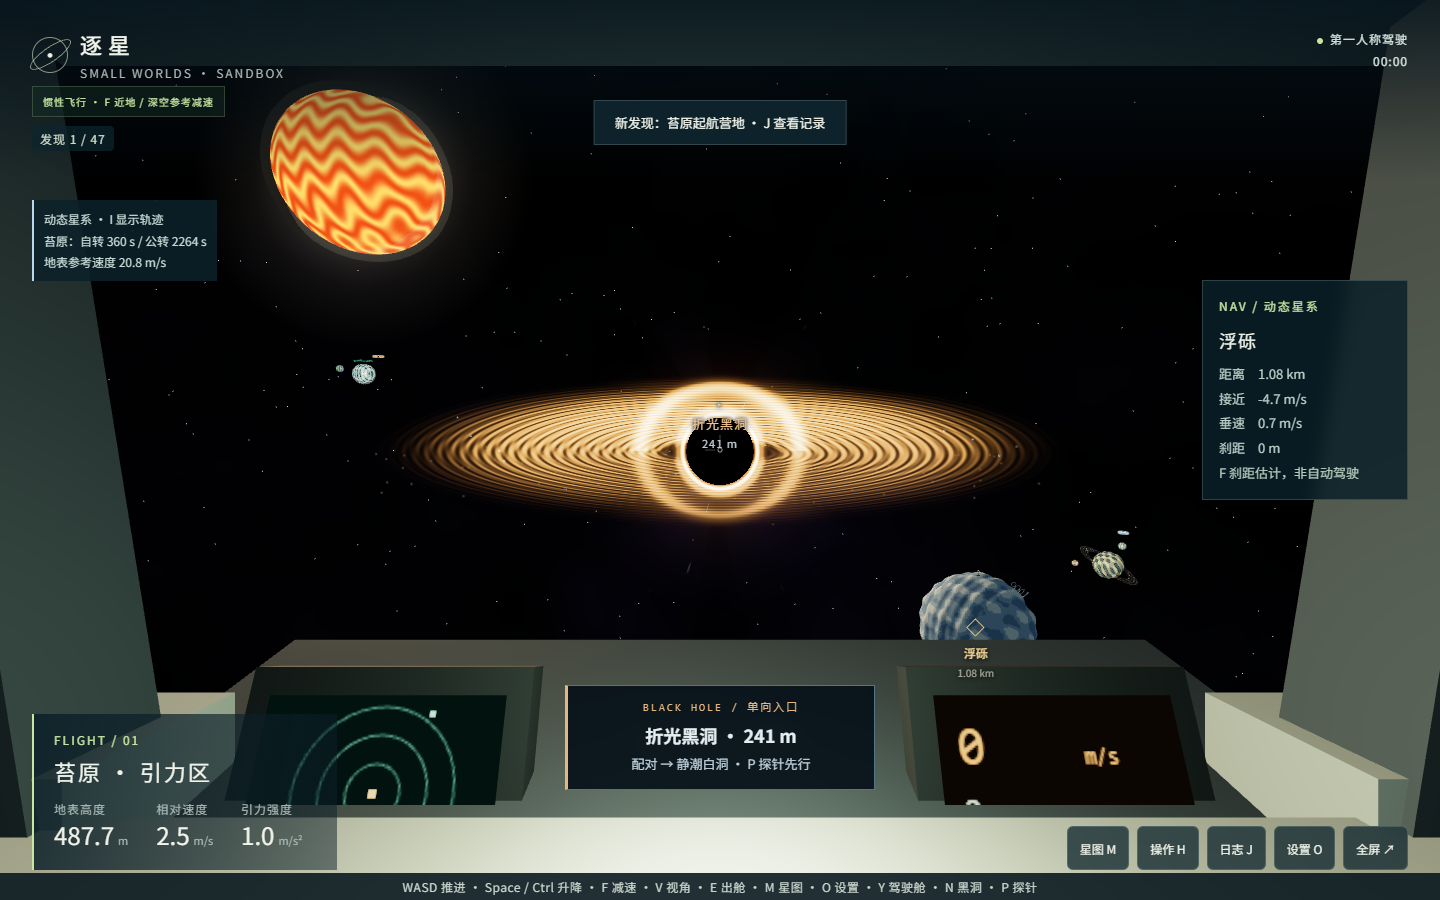 逐星
SMALL WORLDS · SANDBOX
惯性飞行 · F 近地 / 深空参考减速
发现 1 / 47
第一人称驾驶
00:00
新发现：苔原起航营地 · J 查看记录
动态星系 · I 显示轨迹
苔原：自转 360 s / 公转 2264 s
地表参考速度 20.8 m/s
NAV / 动态星系
浮砾
距离 1.08 km
接近 -4.7 m/s
垂速 0.7 m/s
刹距 0 m
F 刹距估计，非自动驾驶
折光黑洞
241 m
浮砾
1.08 km
BLACK HOLE / 单向入口
折光黑洞 · 241 m
配对 → 静潮白洞 · P 探针先行
0 m/s
FLIGHT / 01
苔原 · 引力区
地表高度 相对速度 引力强度
487.7 m 2.5 m/s 1.0 m/s²
星图 M 操作 H 日志 J 设置 O 全屏 ↗
WASD 推进 · Space / Ctrl 升降 · F 减速 · V 视角 · E 出舱 · M 星图 · O 设置 · Y 驾驶舱 · N 黑洞 · P 探针